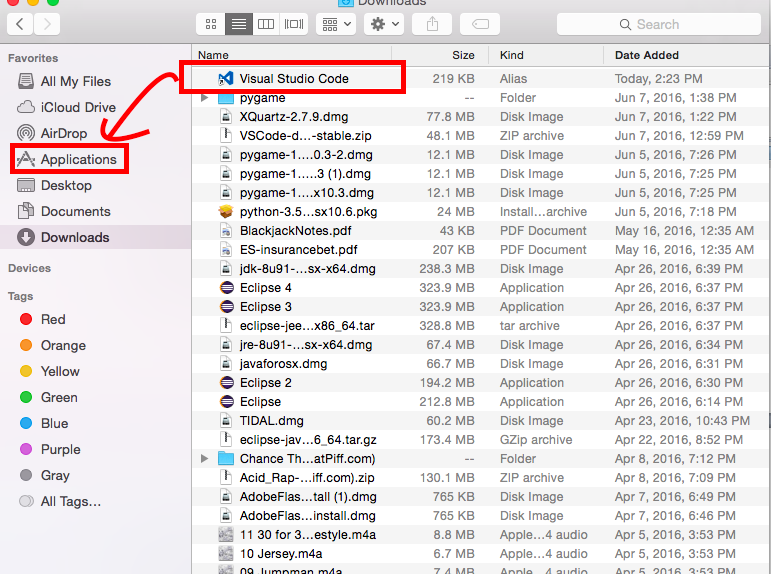 Downloads
Search
Favorites
All My Files
iCloud Drive
AirDrop
Applications
Desktop
Documents
Downloads
Devices
Tags
Red
Orange
Yellow
Green
Blue
Purple
Gray
All Tags...
Name Size Kind Date Added
Visual Studio Code 219 KB Alias Today, 2:23 PM
pygame -- Folder Jun 7, 2016, 1:38 PM
XQuartz-2.7.9.dmg 77.8 MB Disk Image Jun 7, 2016, 1:22 PM
VSCode-d...-stable.zip 48.1 MB ZIP archive Jun 7, 2016, 12:59 PM
pygame-1....0.3-2.dmg 12.1 MB Disk Image Jun 5, 2016, 7:26 PM
pygame-1....3 (1).dmg 12.1 MB Disk Image Jun 5, 2016, 7:25 PM
pygame-1....x10.3.dmg 12.1 MB Disk Image Jun 5, 2016, 7:25 PM
python-3.5...sx10.6.pkg 24 MB Install...archive Jun 5, 2016, 7:18 PM
BlackjackNotes.pdf 43 KB PDF Document May 16, 2016, 12:35 AM
ES-insurancebet.pdf 207 KB PDF Document May 16, 2016, 12:35 AM
jdk-8u91-...sx-x64.dmg 238.3 MB Disk Image Apr 26, 2016, 6:39 PM
Eclipse 4 323.9 MB Application Apr 26, 2016, 6:37 PM
Eclipse 3 323.9 MB Application Apr 26, 2016, 6:37 PM
eclipse-jee...x86_64.tar 328.8 MB tar archive Apr 26, 2016, 6:37 PM
jre-8u91-...sx-x64.dmg 67.4 MB Disk Image Apr 26, 2016, 6:34 PM
javaforosx.dmg 66.7 MB Disk Image Apr 26, 2016, 6:31 PM
Eclipse 2 194.2 MB Application Apr 26, 2016, 6:30 PM
Eclipse 212.8 MB Application Apr 26, 2016, 6:14 PM
TIDAL.dmg 60.2 MB Disk Image Apr 23, 2016, 10:43 PM
eclipse-jav...6_64.tar.gz 173.4 MB GZip archive Apr 22, 2016, 8:52 PM
Chance Th...atPiff.com) -- Folder Apr 8, 2016, 7:12 PM
Acid_Rap-...iff.com).zip 130.1 MB ZIP archive Apr 8, 2016, 7:09 PM
AdobeFlas...tall (1).dmg 765 KB Disk Image Apr 7, 2016, 6:49 PM
AdobeFlas...install.dmg 765 KB Disk Image Apr 7, 2016, 6:46 PM
11 30 for 3...estyle.m4a 8.8 MB Apple...4 audio Apr 5, 2016, 3:53 PM
10 Jersey.m4a 6.7 MB Apple...4 audio Apr 5, 2016, 3:53 PM
09 Jumpman.m4a 6.9 MB Apple...4 audio Apr 5, 2016, 3:53 PM